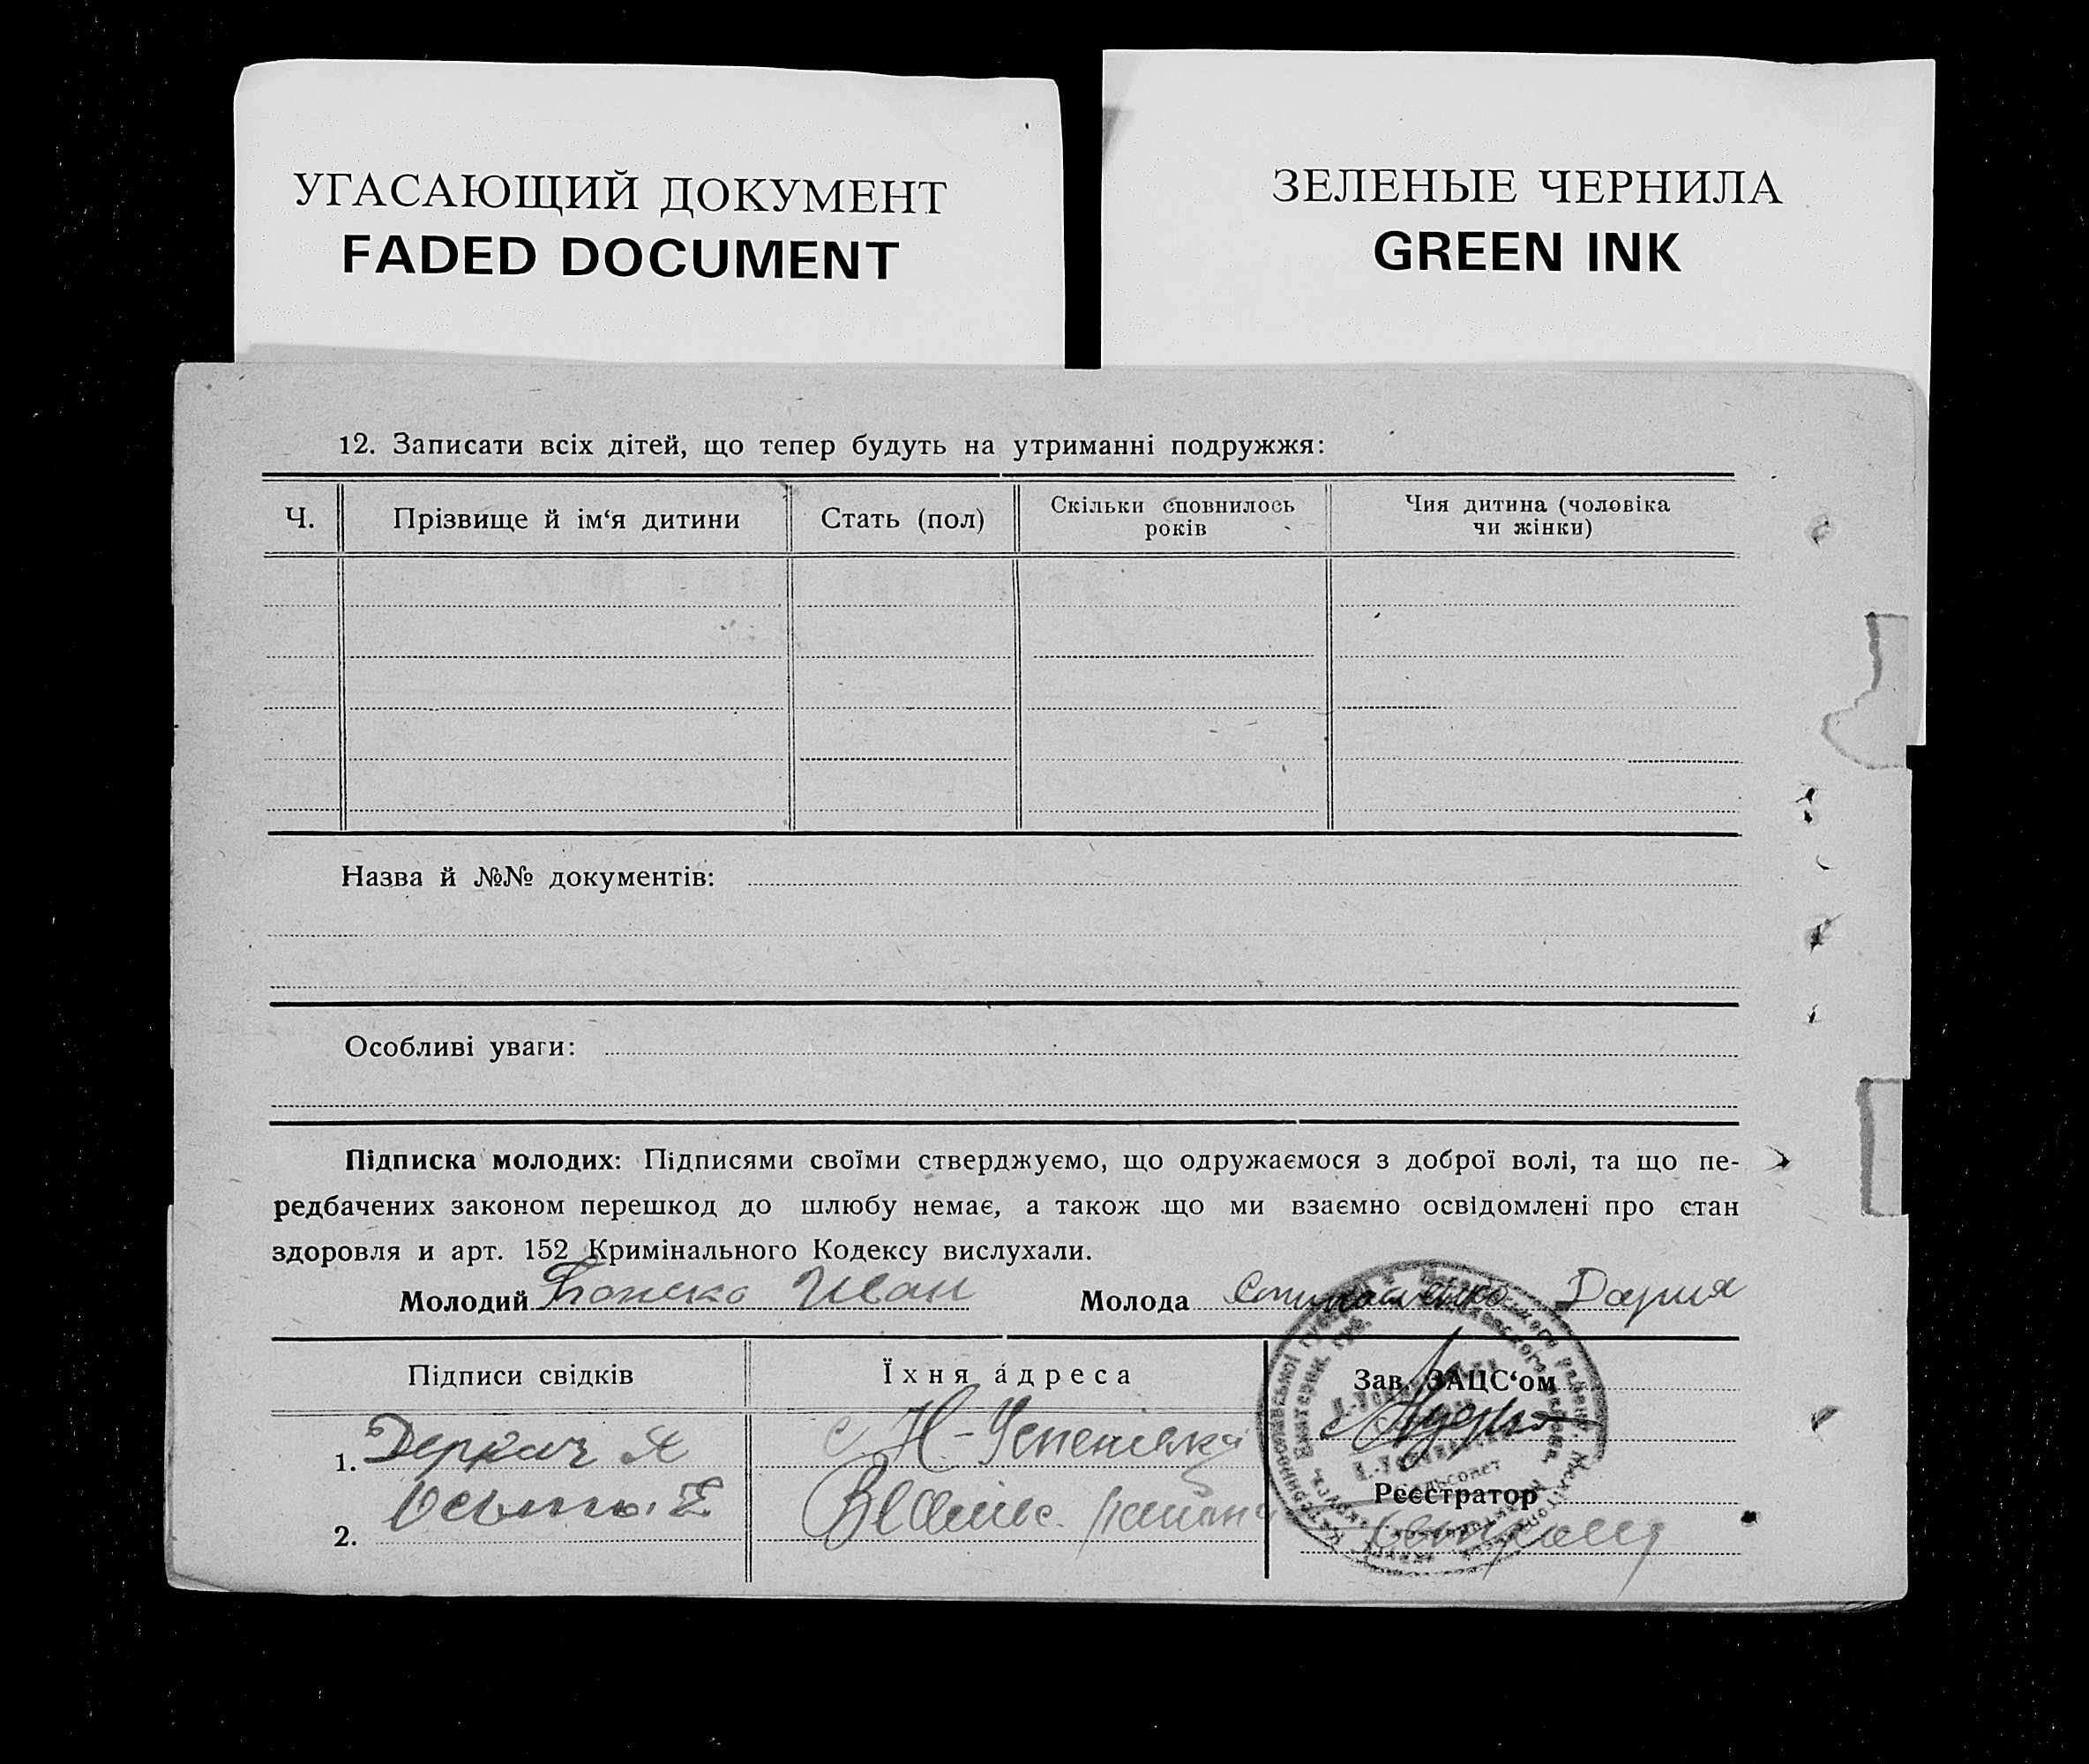 УГАСАЮЩИЙ ДОКУМЕНТ
FADED DOCUMENT
ЗЕЛЕНЫЕ ЧЕРНИЛА
GREEN INK
12. Записати всіх дітей, що тепер будуть на утриманні подружжя:
Ч.
Прізвище й ім‘я дитини
Стать (пол)
Скільки сповнилось
років
Чия дитина (чоловіка
чи жінки)
Назва й №№ документів:
Особливі уваги:
Підписка молодих: Підписями своїми стверджуємо, що одружаємося з доброї волі, та що пе-
редбачених законом перешкод до шлюбу немає, а також що ми взаємно освідомлені про стан
здоровля и арт. 152 Кримінального Кодексу вислухали.
Молодий Иван
Молода Дария
Підписи свідків
Їхня адреса
Зав. ЗАЦС‘ом
1. Деркач Я
с Н-Успенівка
Реєстратор
2.